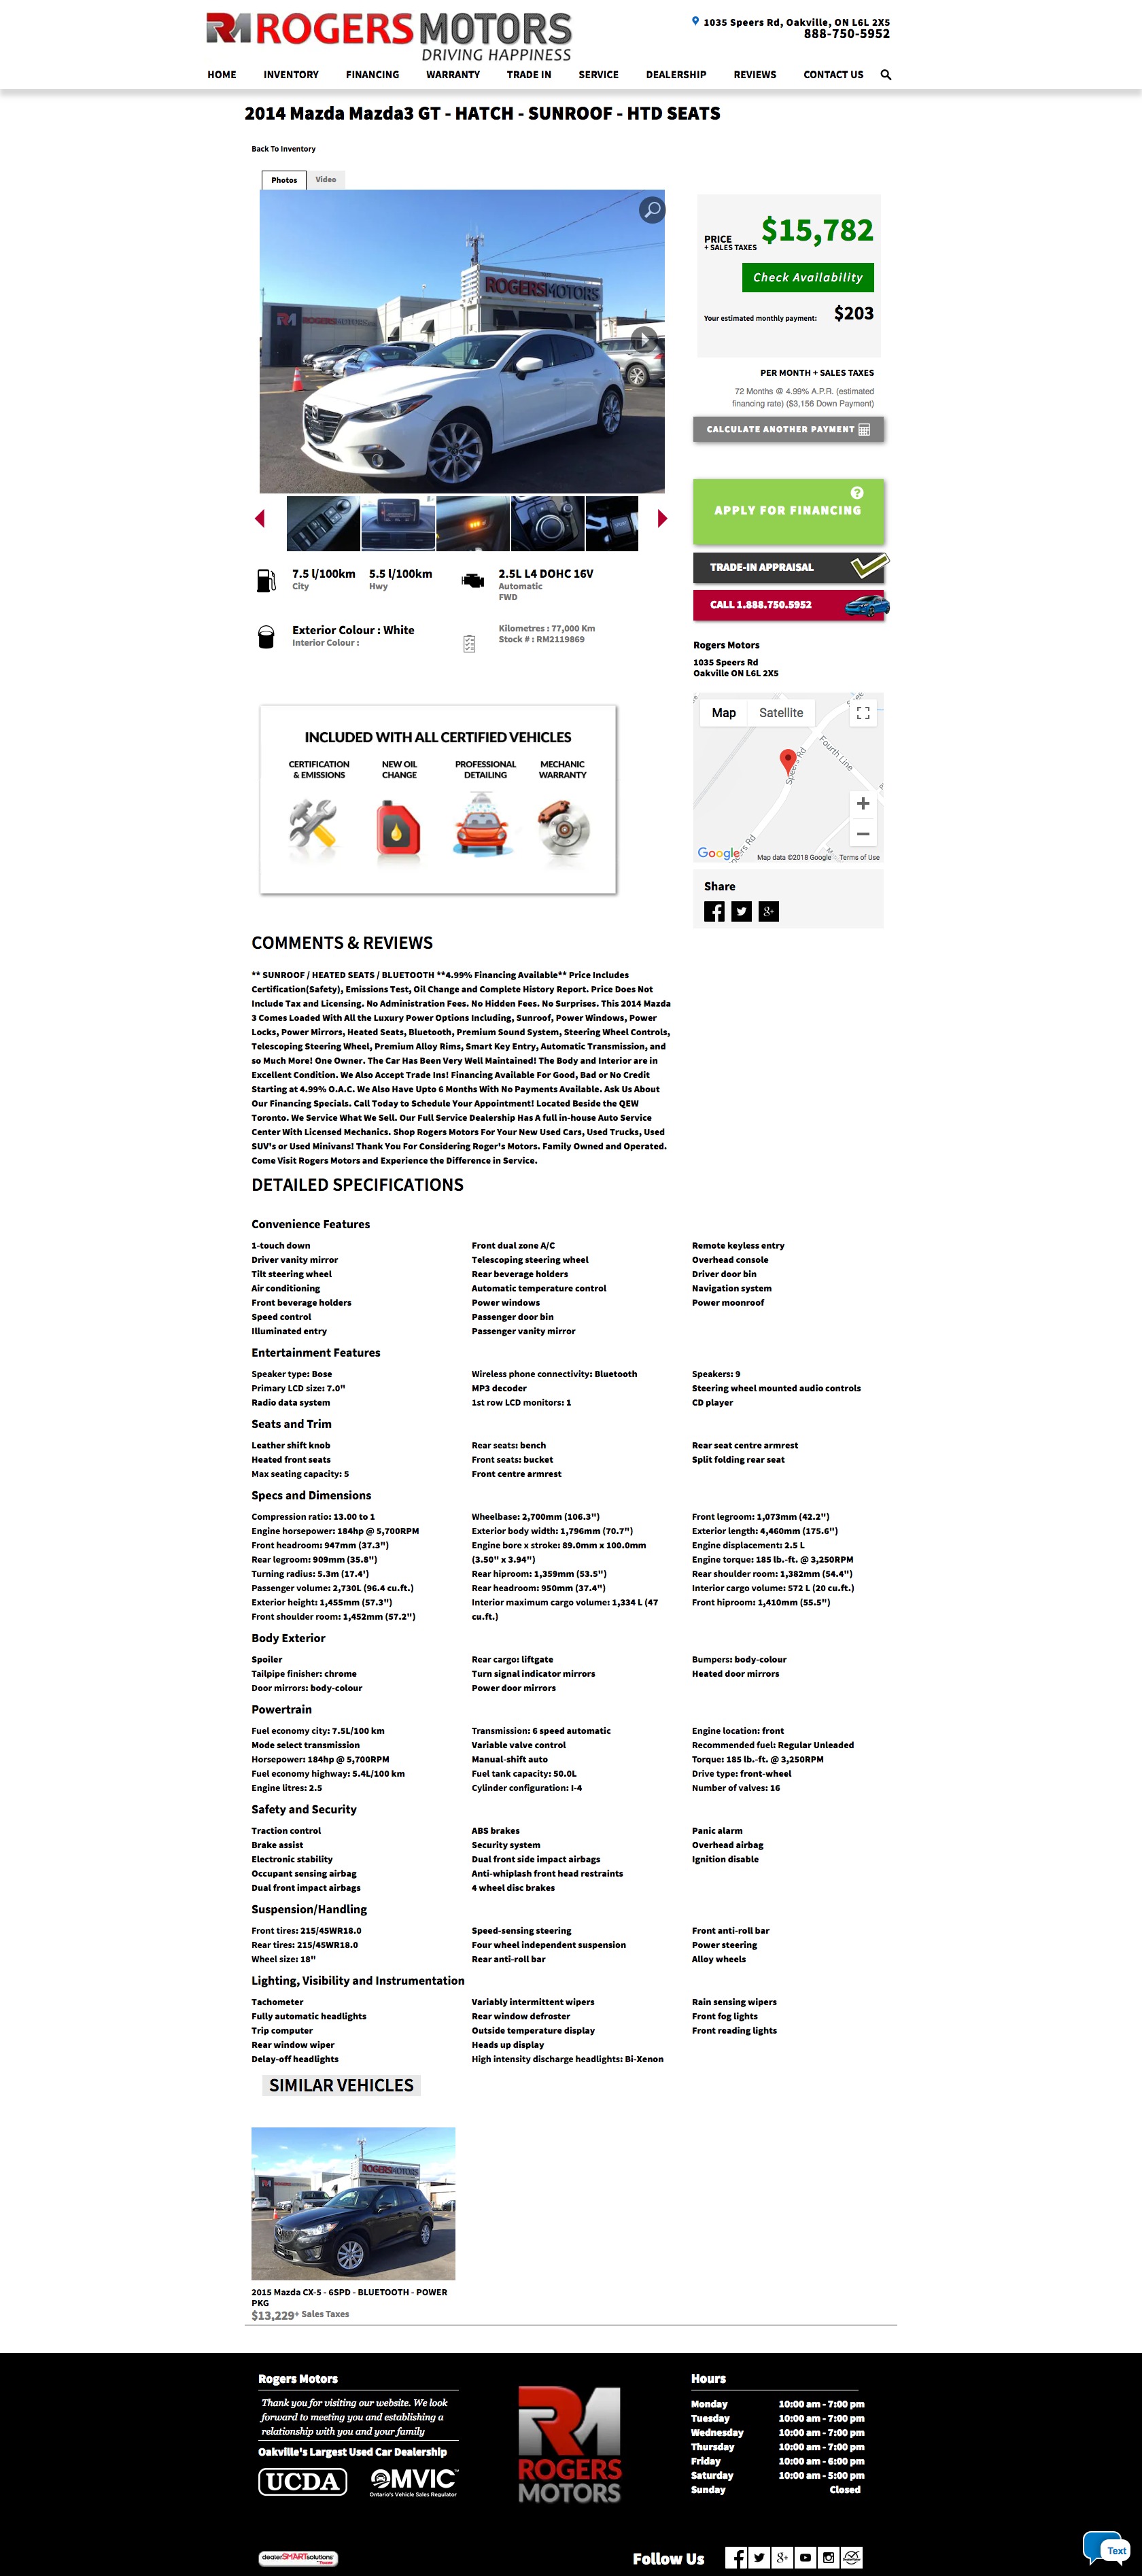 RM ROGERS MOTORS
DRIVING HAPPINESS
1035 Speers Rd, Oakville, ON L6L 2X5
888-750-5952
HOME INVENTORY FINANCING WARRANTY TRADE IN SERVICE DEALERSHIP REVIEWS CONTACT US
2014 Mazda Mazda3 GT - HATCH - SUNROOF - HTD SEATS
Back To Inventory
Photos Video
ROGERSMOTORS
RM ROGERSMOTORS
PRICE
+ SALES TAXES
$15,782
Check Availability
Your estimated monthly payment: $203
PER MONTH + SALES TAXES
72 Months @ 4.99% A.P.R. (estimated
financing rate) ($3,156 Down Payment)
CALCULATE ANOTHER PAYMENT
?
APPLY FOR FINANCING
TRADE-IN APPRAISAL
CALL 1.888.750.5952
7.5 l/100km 5.5 l/100km
City Hwy
2.5L L4 DOHC 16V
Automatic
FWD
Exterior Colour : White
Interior Colour :
Kilometres : 77,000 Km
Stock # : RM2119869
Rogers Motors
1035 Speers Rd
Oakville ON L6L 2X5
Map Satellite
Speers Rd
Fourth Line
Google Map data ©2018 Google Terms of Use
Share
INCLUDED WITH ALL CERTIFIED VEHICLES
CERTIFICATION
& EMISSIONS
NEW OIL
CHANGE
PROFESSIONAL
DETAILING
MECHANIC
WARRANTY
COMMENTS & REVIEWS
** SUNROOF / HEATED SEATS / BLUETOOTH **4.99% Financing Available** Price Includes
Certification(Safety), Emissions Test, Oil Change and Complete History Report. Price Does Not
Include Tax and Licensing. No Administration Fees. No Hidden Fees. No Surprises. This 2014 Mazda
3 Comes Loaded With All the Luxury Power Options Including, Sunroof, Power Windows, Power
Locks, Power Mirrors, Heated Seats, Bluetooth, Premium Sound System, Steering Wheel Controls,
Telescoping Steering Wheel, Premium Alloy Rims, Smart Key Entry, Automatic Transmission, and
so Much More! One Owner. The Car Has Been Very Well Maintained! The Body and Interior are in
Excellent Condition. We Also Accept Trade Ins! Financing Available For Good, Bad or No Credit
Starting at 4.99% O.A.C. We Also Have Upto 6 Months With No Payments Available. Ask Us About
Our Financing Specials. Call Today to Schedule Your Appointment! Located Beside the QEW
Toronto. We Service What We Sell. Our Full Service Dealership Has A full in-house Auto Service
Center With Licensed Mechanics. Shop Rogers Motors For Your New Used Cars, Used Trucks, Used
SUV's or Used Minivans! Thank You For Considering Roger's Motors. Family Owned and Operated.
Come Visit Rogers Motors and Experience the Difference in Service.
DETAILED SPECIFICATIONS
Convenience Features
1-touch down Front dual zone A/C Remote keyless entry
Driver vanity mirror Telescoping steering wheel Overhead console
Tilt steering wheel Rear beverage holders Driver door bin
Air conditioning Automatic temperature control Navigation system
Front beverage holders Power windows Power moonroof
Speed control Passenger door bin
Illuminated entry Passenger vanity mirror
Entertainment Features
Speaker type: Bose Wireless phone connectivity: Bluetooth Speakers: 9
Primary LCD size: 7.0" MP3 decoder Steering wheel mounted audio controls
Radio data system 1st row LCD monitors: 1 CD player
Seats and Trim
Leather shift knob Rear seats: bench Rear seat centre armrest
Heated front seats Front seats: bucket Split folding rear seat
Max seating capacity: 5 Front centre armrest
Specs and Dimensions
Compression ratio: 13.00 to 1 Wheelbase: 2,700mm (106.3") Front legroom: 1,073mm (42.2")
Engine horsepower: 184hp @ 5,700RPM Exterior body width: 1,796mm (70.7") Exterior length: 4,460mm (175.6")
Front headroom: 947mm (37.3") Engine bore x stroke: 89.0mm x 100.0mm Engine displacement: 2.5 L
Rear legroom: 909mm (35.8") (3.50" x 3.94") Engine torque: 185 lb.-ft. @ 3,250RPM
Turning radius: 5.3m (17.4') Rear hiproom: 1,359mm (53.5") Rear shoulder room: 1,382mm (54.4")
Passenger volume: 2,730L (96.4 cu.ft.) Rear headroom: 950mm (37.4") Interior cargo volume: 572 L (20 cu.ft.)
Exterior height: 1,455mm (57.3") Interior maximum cargo volume: 1,334 L (47 Front hiproom: 1,410mm (55.5")
Front shoulder room: 1,452mm (57.2") cu.ft.)
Body Exterior
Spoiler Rear cargo: liftgate Bumpers: body-colour
Tailpipe finisher: chrome Turn signal indicator mirrors Heated door mirrors
Door mirrors: body-colour Power door mirrors
Powertrain
Fuel economy city: 7.5L/100 km Transmission: 6 speed automatic Engine location: front
Mode select transmission Variable valve control Recommended fuel: Regular Unleaded
Horsepower: 184hp @ 5,700RPM Manual-shift auto Torque: 185 lb.-ft. @ 3,250RPM
Fuel economy highway: 5.4L/100 km Fuel tank capacity: 50.0L Drive type: front-wheel
Engine litres: 2.5 Cylinder configuration: I-4 Number of valves: 16
Safety and Security
Traction control ABS brakes Panic alarm
Brake assist Security system Overhead airbag
Electronic stability Dual front side impact airbags Ignition disable
Occupant sensing airbag Anti-whiplash front head restraints
Dual front impact airbags 4 wheel disc brakes
Suspension/Handling
Front tires: 215/45WR18.0 Speed-sensing steering Front anti-roll bar
Rear tires: 215/45WR18.0 Four wheel independent suspension Power steering
Wheel size: 18" Rear anti-roll bar Alloy wheels
Lighting, Visibility and Instrumentation
Tachometer Variably intermittent wipers Rain sensing wipers
Fully automatic headlights Rear window defroster Front fog lights
Trip computer Outside temperature display Front reading lights
Rear window wiper Heads up display
Delay-off headlights High intensity discharge headlights: Bi-Xenon
SIMILAR VEHICLES
ROGERSMOTORS
2015 Mazda CX-5 - 6SPD - BLUETOOTH - POWER
PKG
$13,229+ Sales Taxes
Rogers Motors
Thank you for visiting our website. We look
forward to meeting you and establishing a
relationship with you and your family
Oakville's Largest Used Car Dealership
UCDA OMVIC™
Ontario's Vehicle Sales Regulator
RM
ROGERS
MOTORS
Hours
Monday 10:00 am - 7:00 pm
Tuesday 10:00 am - 7:00 pm
Wednesday 10:00 am - 7:00 pm
Thursday 10:00 am - 7:00 pm
Friday 10:00 am - 6:00 pm
Saturday 10:00 am - 5:00 pm
Sunday Closed
dealerSMARTsolutions
Follow Us
Text